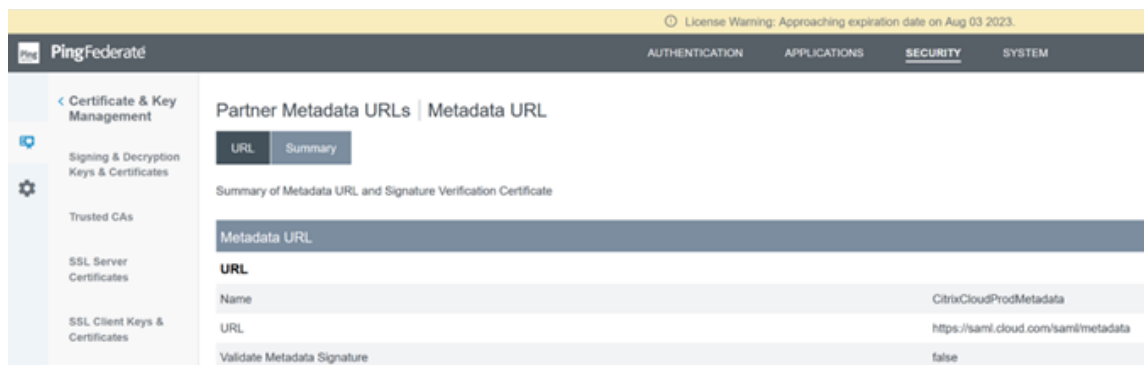 License Warning: Approaching expiration date on Aug 03 2023.
Ping
PingFederate
AUTHENTICATION
APPLICATIONS
SECURITY
SYSTEM
< Certificate & Key
Management
Signing & Decryption
Keys & Certificates
Trusted CAs
SSL Server
Certificates
SSL Client Keys &
Certificates
Partner Metadata URLs | Metadata URL
URL
Summary
Summary of Metadata URL and Signature Verification Certificate
Metadata URL
URL
Name CitrixCloudProdMetadata
URL https://saml.cloud.com/saml/metadata
Validate Metadata Signature false